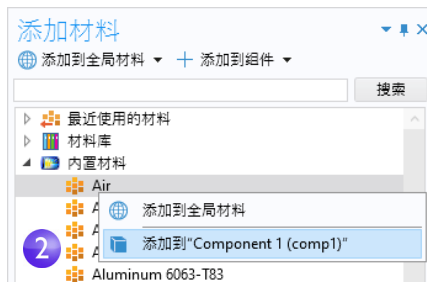 添加材料
添加到全局材料 添加到组件
搜索
最近使用的材料
材料库
内置材料
Air
添加到全局材料
2 添加到"Component 1 (comp1)"
Aluminum 6063-T83